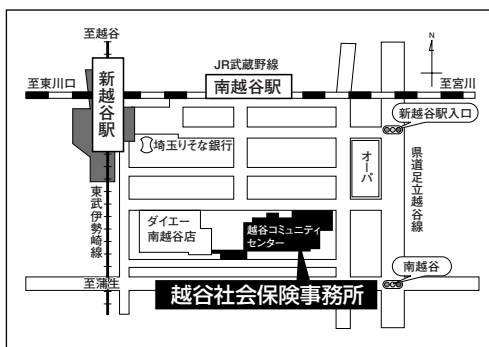 至越谷
JR武蔵野線
N
至東川口
新越谷駅
南越谷駅
至宮川
新越谷駅入口
埼玉りそな銀行
オーパ
県道足立越谷線
東武伊勢崎線
ダイエー
南越谷店
越谷コミュニティ
センター
南越谷
至蒲生
越谷社会保険事務所